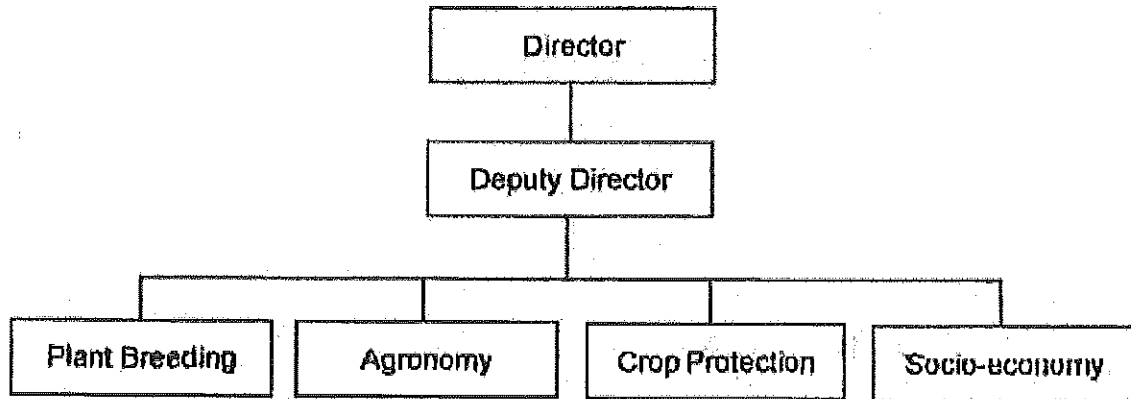 Director
Deputy Director
Plant Breeding
Agronomy
Crop Protection
Socio-economy